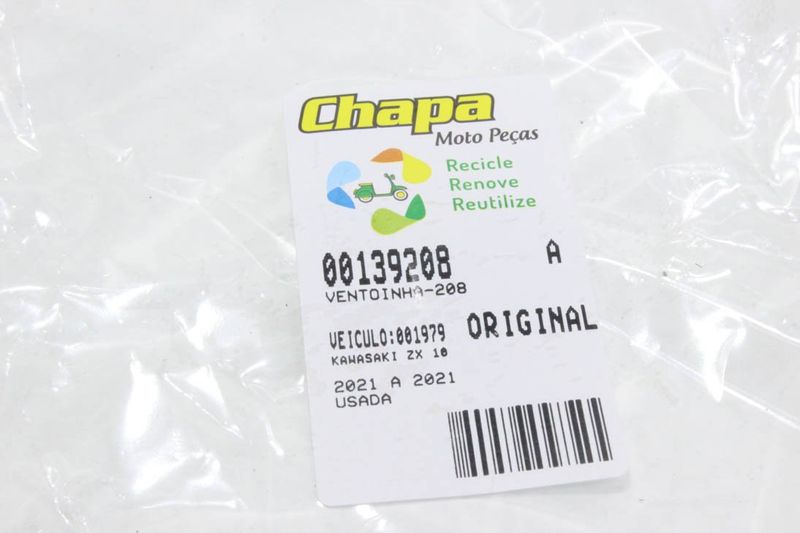 Chapa
Moto Peças
Recicle
Renove
Reutilize
00139208 A
VENTOINHA-208
VEICULO:001979 ORIGINAL
KAWASAKI ZX 10
2021 A 2021
USADA